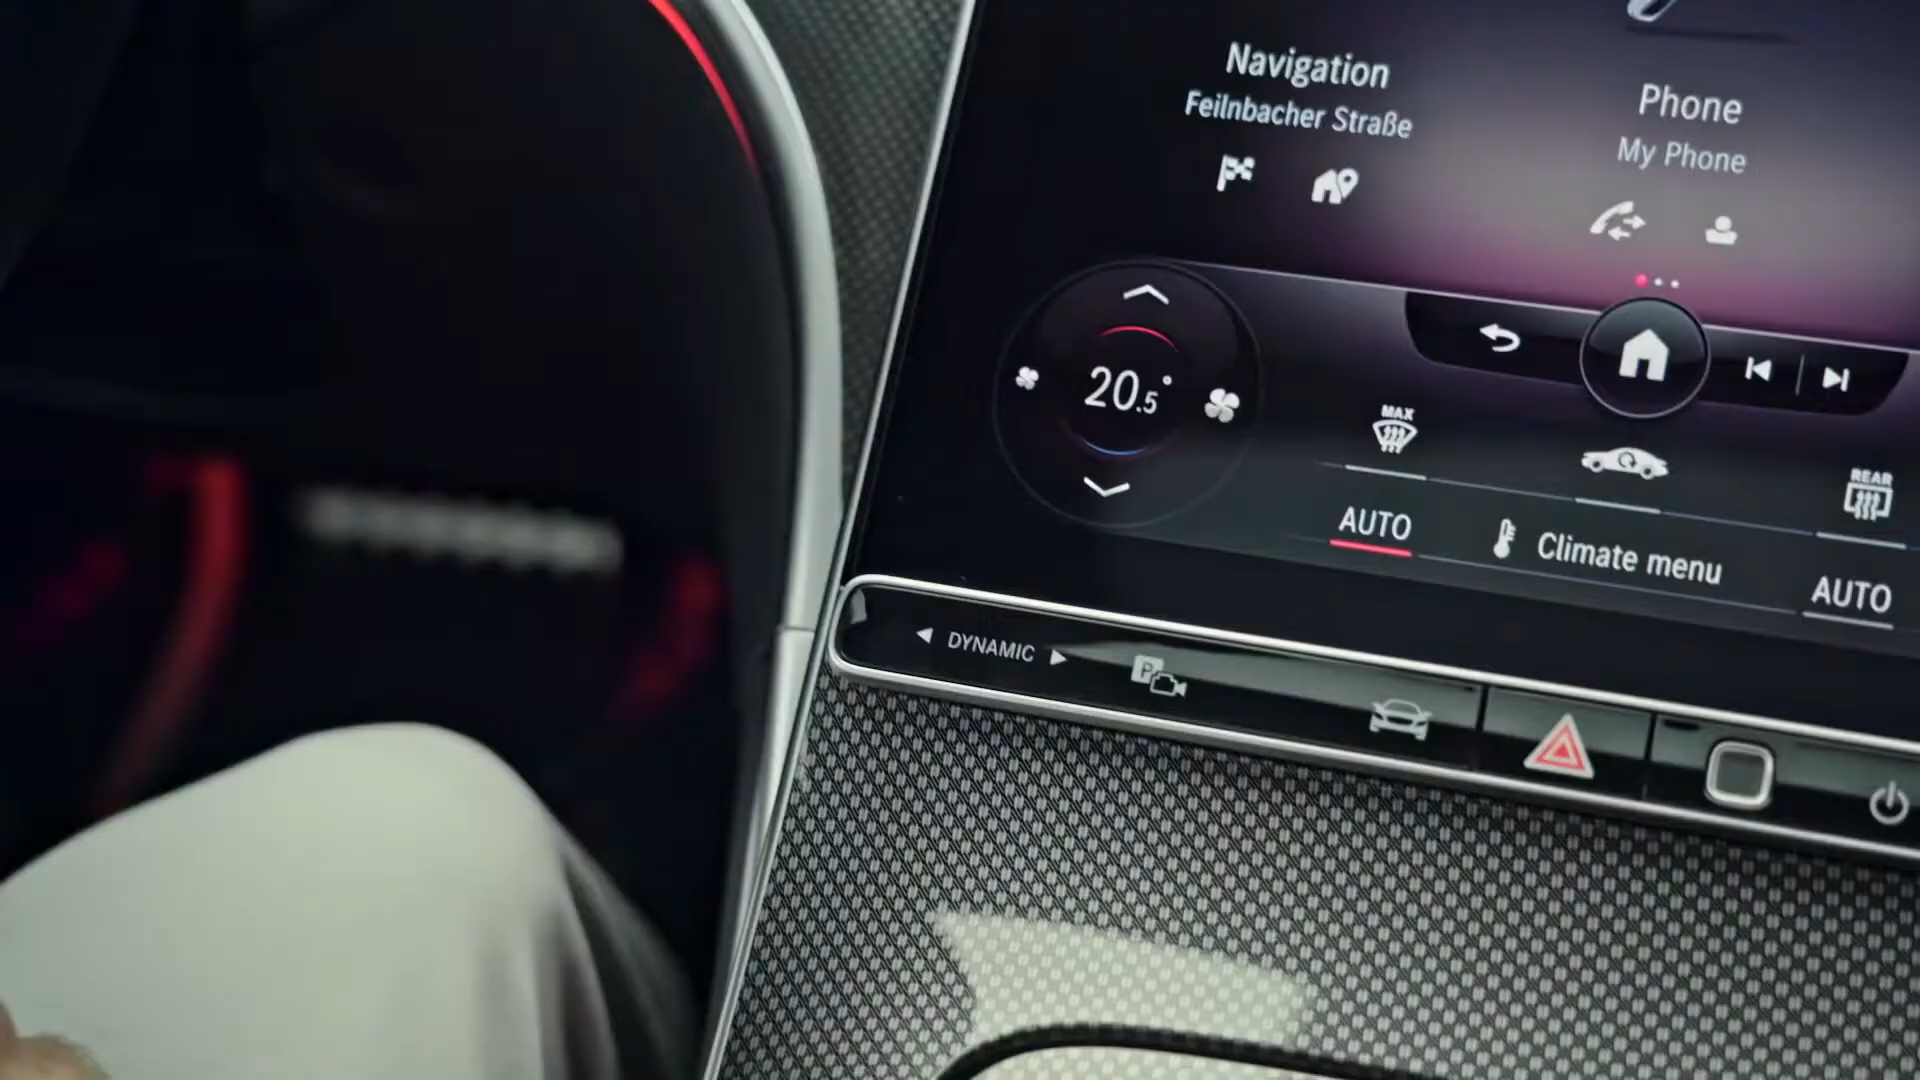 Navigation
Feilnbacher Straße
Phone
My Phone
20.5°
MAX
REAR
AUTO
Climate menu
AUTO
DYNAMIC
P